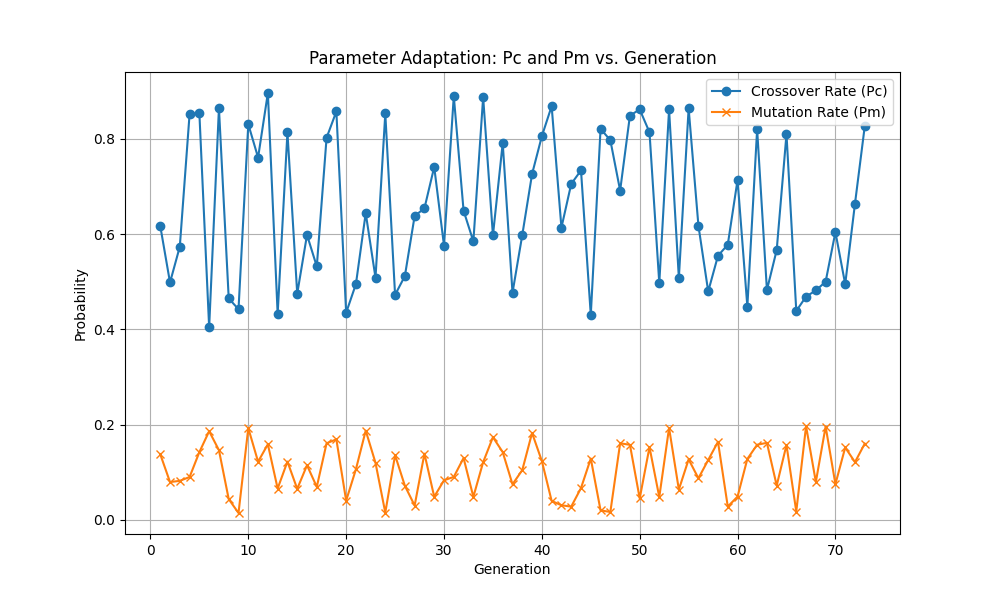 Parameter Adaptation: Pc and Pm vs. Generation
Crossover Rate (Pc)
Mutation Rate (Pm)
Probability
0.8
0.6
0.4
0.2
0.0
0 10 20 30 40 50 60 70
Generation